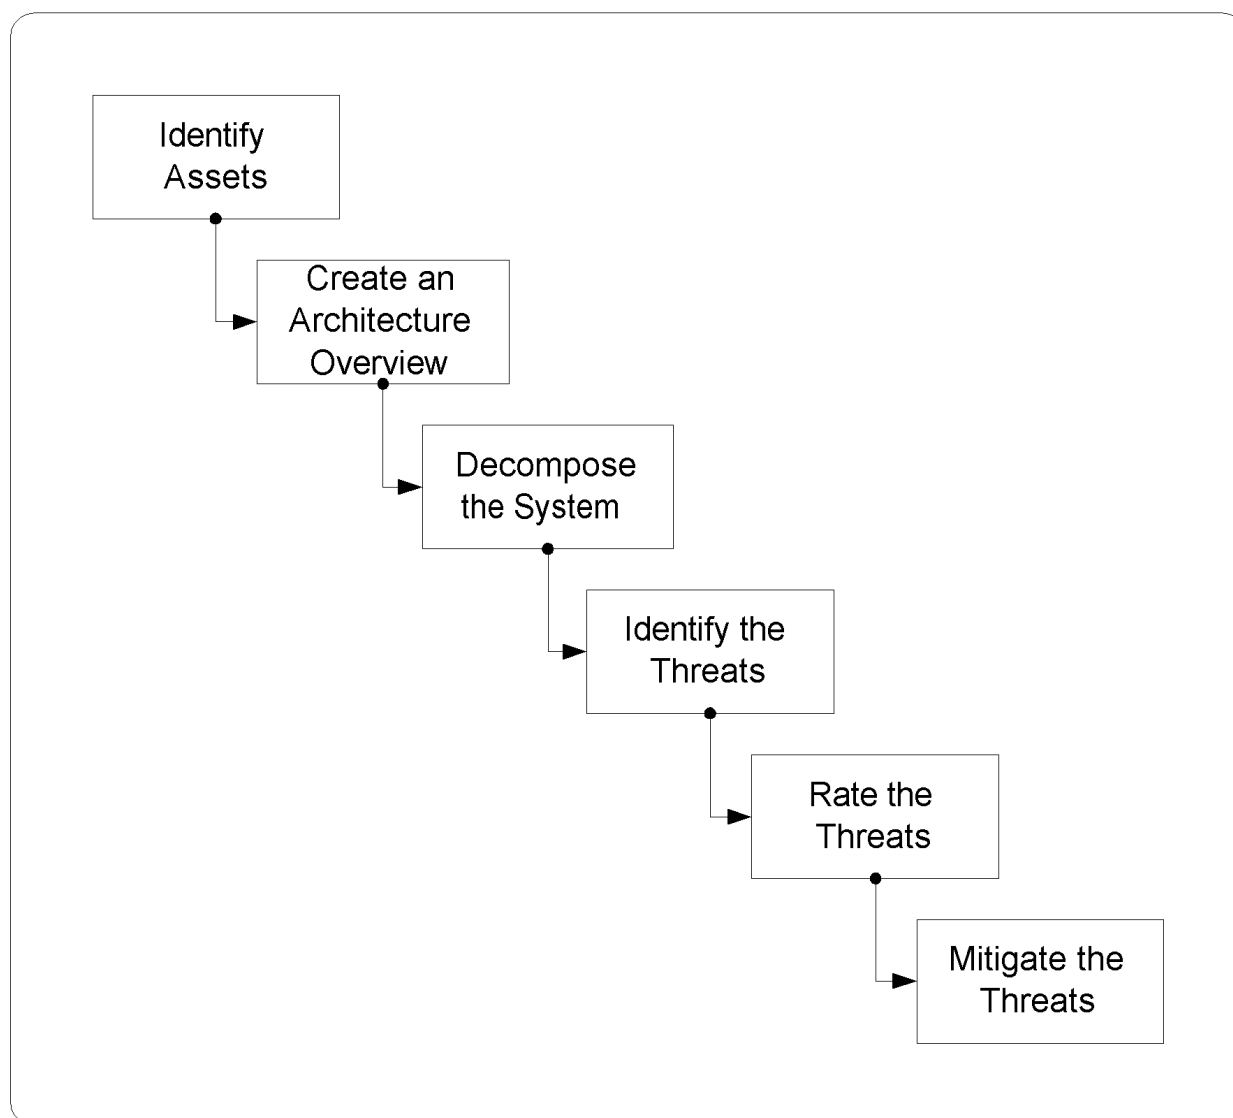 Identify
Assets
Create an
Architecture
Overview
Decompose
the System
Identify the
Threats
Rate the
Threats
Mitigate the
Threats